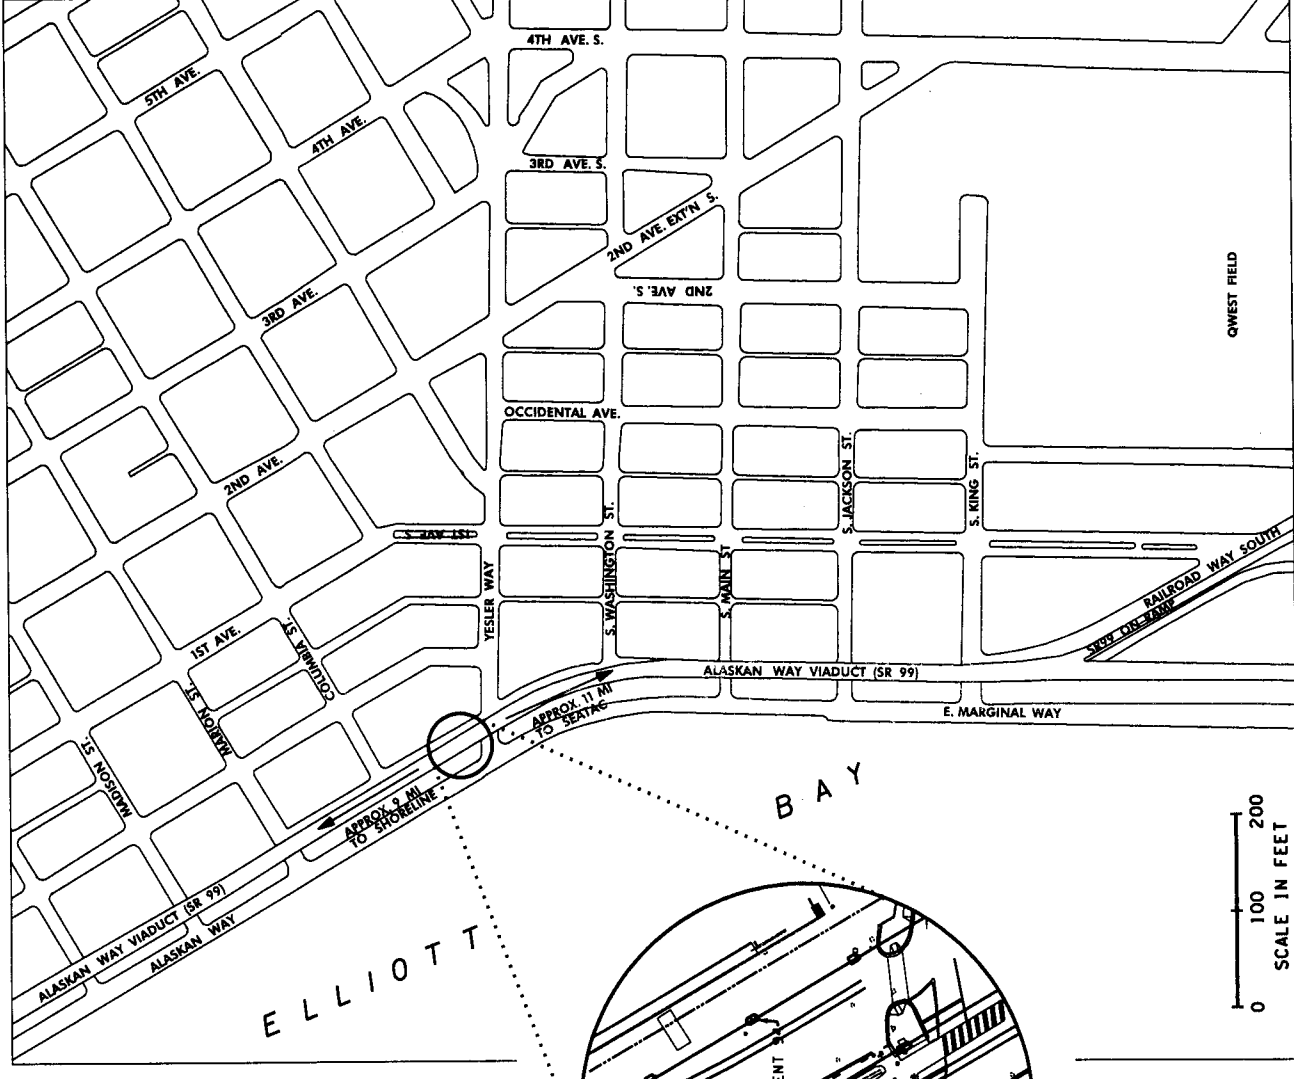 4TH AVE. S.
5TH AVE.
4TH AVE.
3RD AVE. S.
2ND AVE. EXT'N S.
2ND AVE. S.
3RD AVE.
QWEST FIELD
OCCIDENTAL AVE.
2ND AVE.
S. JACKSON ST.
S. KING ST.
1ST AVE S.
S. WASHINGTON ST.
S. MAIN ST
YESLER WAY
RAILROAD WAY SOUTH
SR99 ON RAMP
1ST AVE.
COLUMBIA ST.
MARION ST.
MARION ST.
MADISON ST.
MADISON ST.
ALASKAN WAY VIADUCT (SR 99)
E. MARGINAL WAY
APPROX. 11 MI
TO SEATAC
APPROX. 9 MI
TO SHORELINE
ALASKAN WAY VIADUCT (SR 99)
ALASKAN WAY
ELLIOTT BAY
0 100 200
SCALE IN FEET